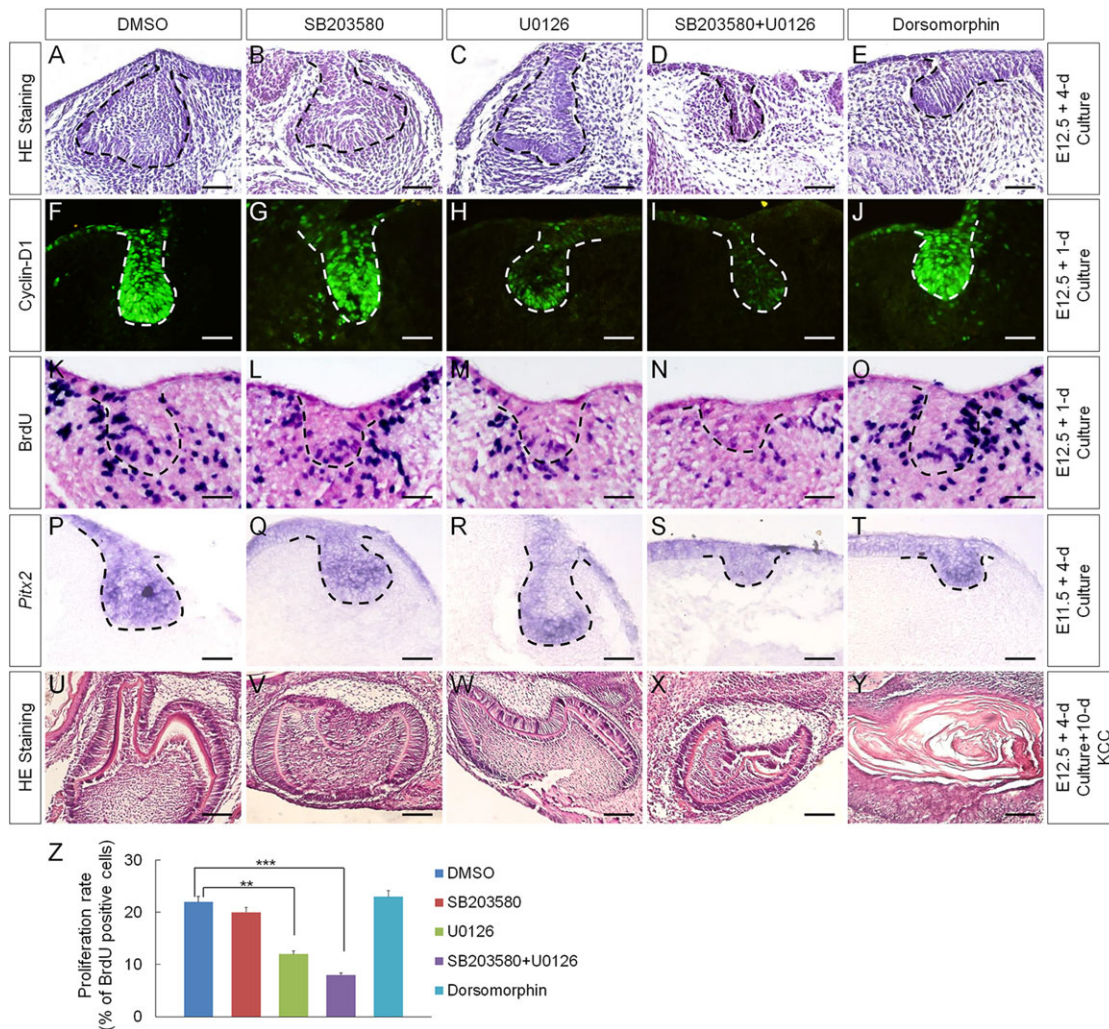 DMSO SB203580 U0126 SB203580+U0126 Dorsomorphin
HE Staining A B C D E E12.5 + 4-d
Culture
Cyclin-D1 F G H I J E12.5 + 1-d
Culture
BrdU K L M N O E12.5 + 1-d
Culture
Pitx2 P Q R S T E11.5 + 4-d
Culture
HE Staining U V W X Y E12.5 + 4-d
Culture+10-d
KCC
Z
Proliferation rate
(% of BrdU positive cells)
30
20
10
0
***
**
DMSO
SB203580
U0126
SB203580+U0126
Dorsomorphin